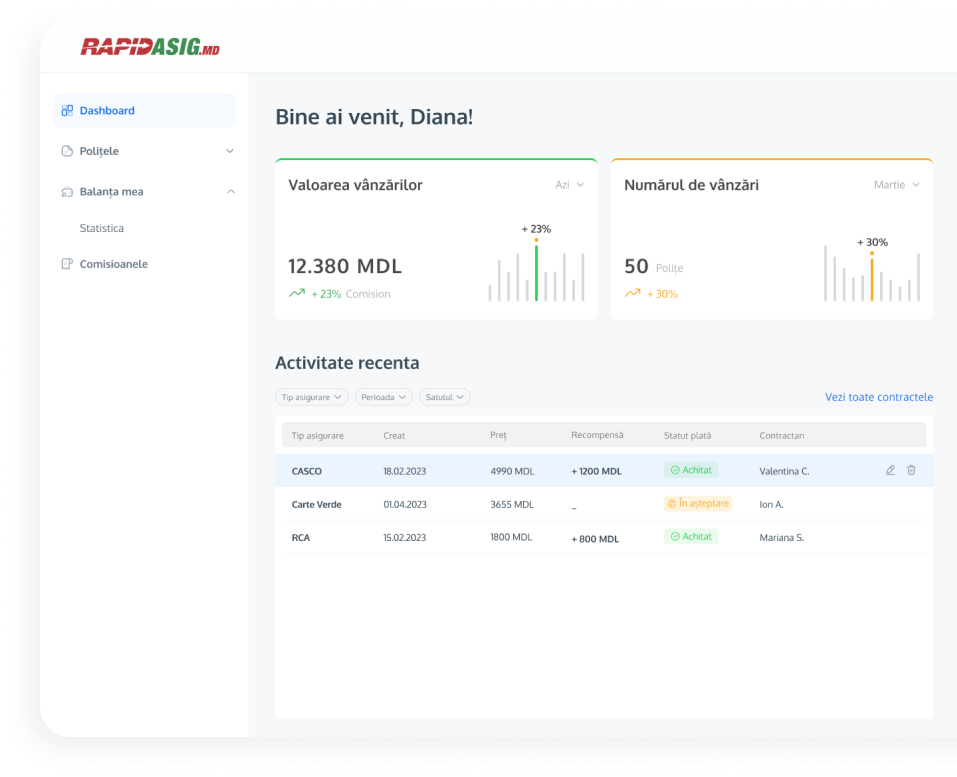 RAPIDASIG.MD
Dashboard
Polițele
Balanța mea
Statistica
Comisioanele
Bine ai venit, Diana!
Valoarea vânzărilor Azi
+ 23%
12.380 MDL
+ 23% Comision
Numărul de vânzări Martie
+ 30%
50 Polițe
+ 30%
Activitate recenta
Tip asigurare Perioada Satutul Vezi toate contractele
Tip asigurare Creat Preț Recompensă Statut plată Contractan
CASCO 18.02.2023 4990 MDL + 1200 MDL Achitat Valentina C.
Carte Verde 01.04.2023 3655 MDL _ În așteptare Ion A.
RCA 15.02.2023 1800 MDL + 800 MDL Achitat Mariana S.